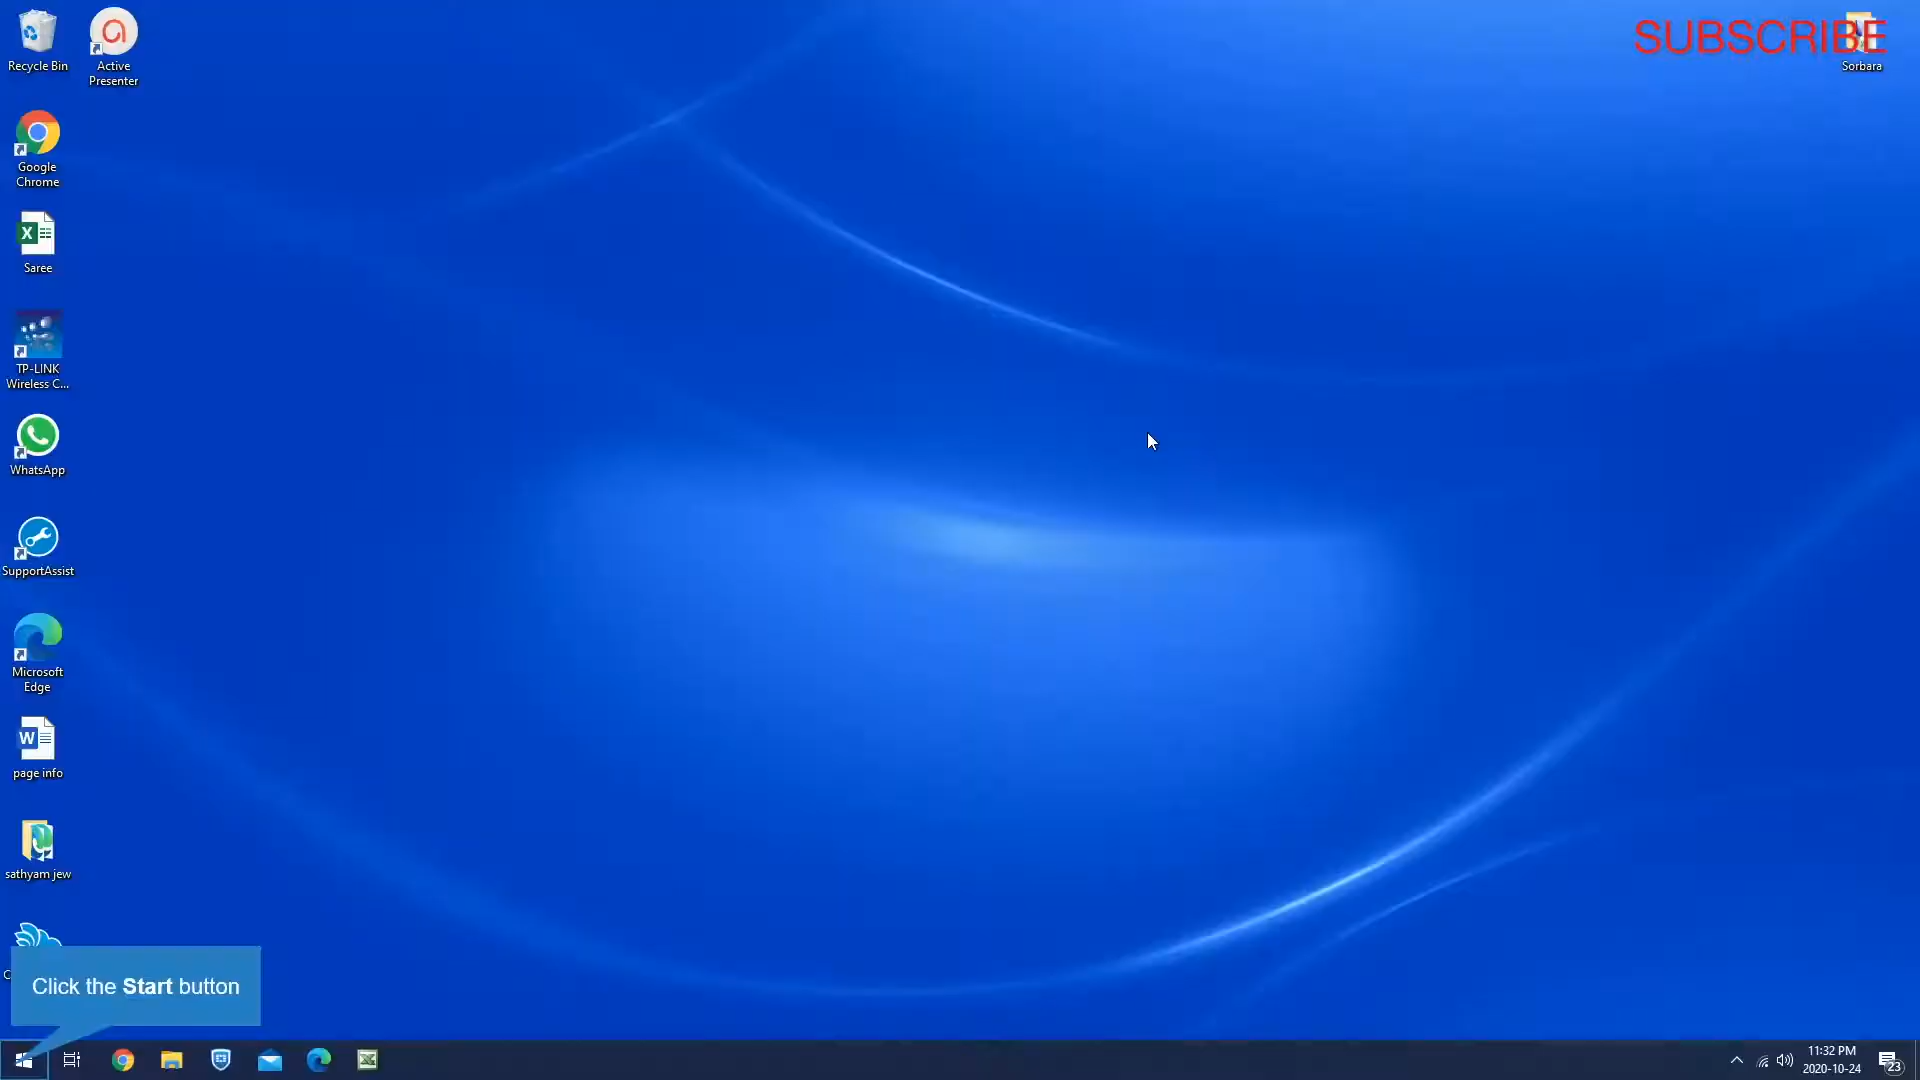 Recycle Bin
Active
Presenter
SUBSCRIBE
Sorbara
Google
Chrome
Saree
TP-LINK
Wireless C...
WhatsApp
SupportAssist
Microsoft
Edge
page info
sathyam jew
Click the Start button
11:32 PM
2020-10-24
23